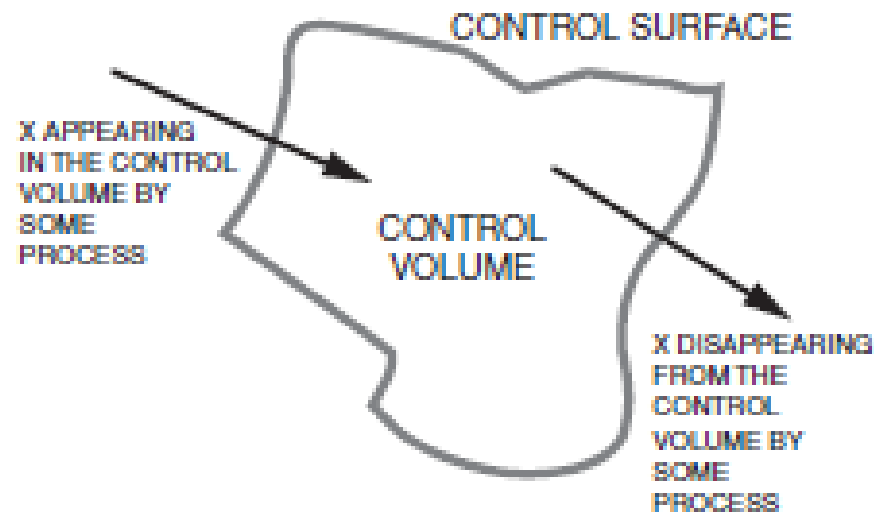 CONTROL SURFACE
X APPEARING
IN THE CONTROL
VOLUME BY
SOME
PROCESS
CONTROL
VOLUME
X DISAPPEARING
FROM THE
CONTROL
VOLUME BY
SOME
PROCESS